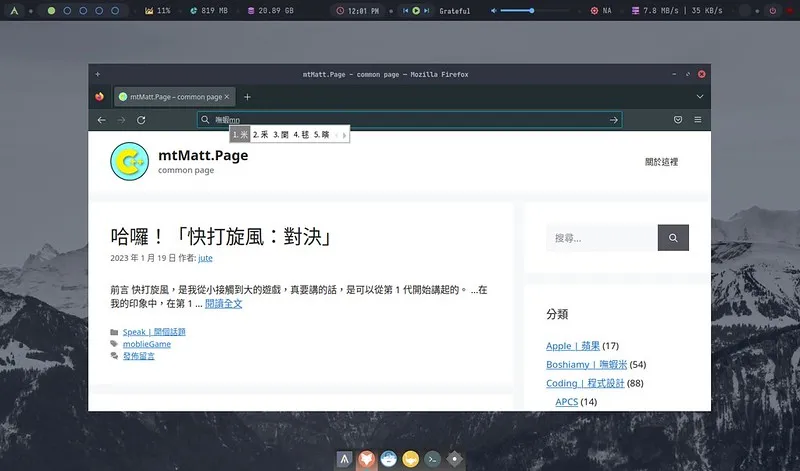 11%
819 MB
20.89 GB
12:01 PM
Grateful
NA
7.8 MB/s | 35 KB/s
mtMatt.Page – common page — Mozilla Firefox
mtMatt.Page – common page
嘸蝦mn
1. 米 2. 釆 3. 閺 4. 毬 5. 瞇
mtMatt.Page
common page
關於這裡
哈囉！「快打旋風：對決」
2023 年 1 月 19 日 作者: jute
前言 快打旋風，是我從小接觸到大的遊戲，真要講的話，是可以從第 1 代開始講起的。 …在
我的印象中，在第 1 … 閱讀全文
Speak | 開個話題
moblieGame
發佈留言
搜尋…
分類
Apple | 蘋果 (17)
Boshiamy | 嘸蝦米 (54)
Coding | 程式設計 (88)
APCS (14)